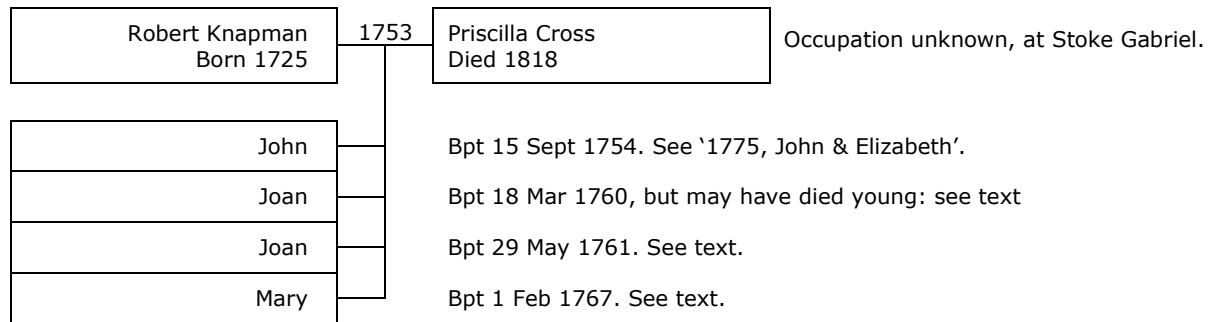 Robert Knapman
Born 1725
1753
Priscilla Cross
Died 1818
Occupation unknown, at Stoke Gabriel.
John
Bpt 15 Sept 1754. See ‘1775, John & Elizabeth’.
Joan
Bpt 18 Mar 1760, but may have died young: see text
Joan
Bpt 29 May 1761. See text.
Mary
Bpt 1 Feb 1767. See text.